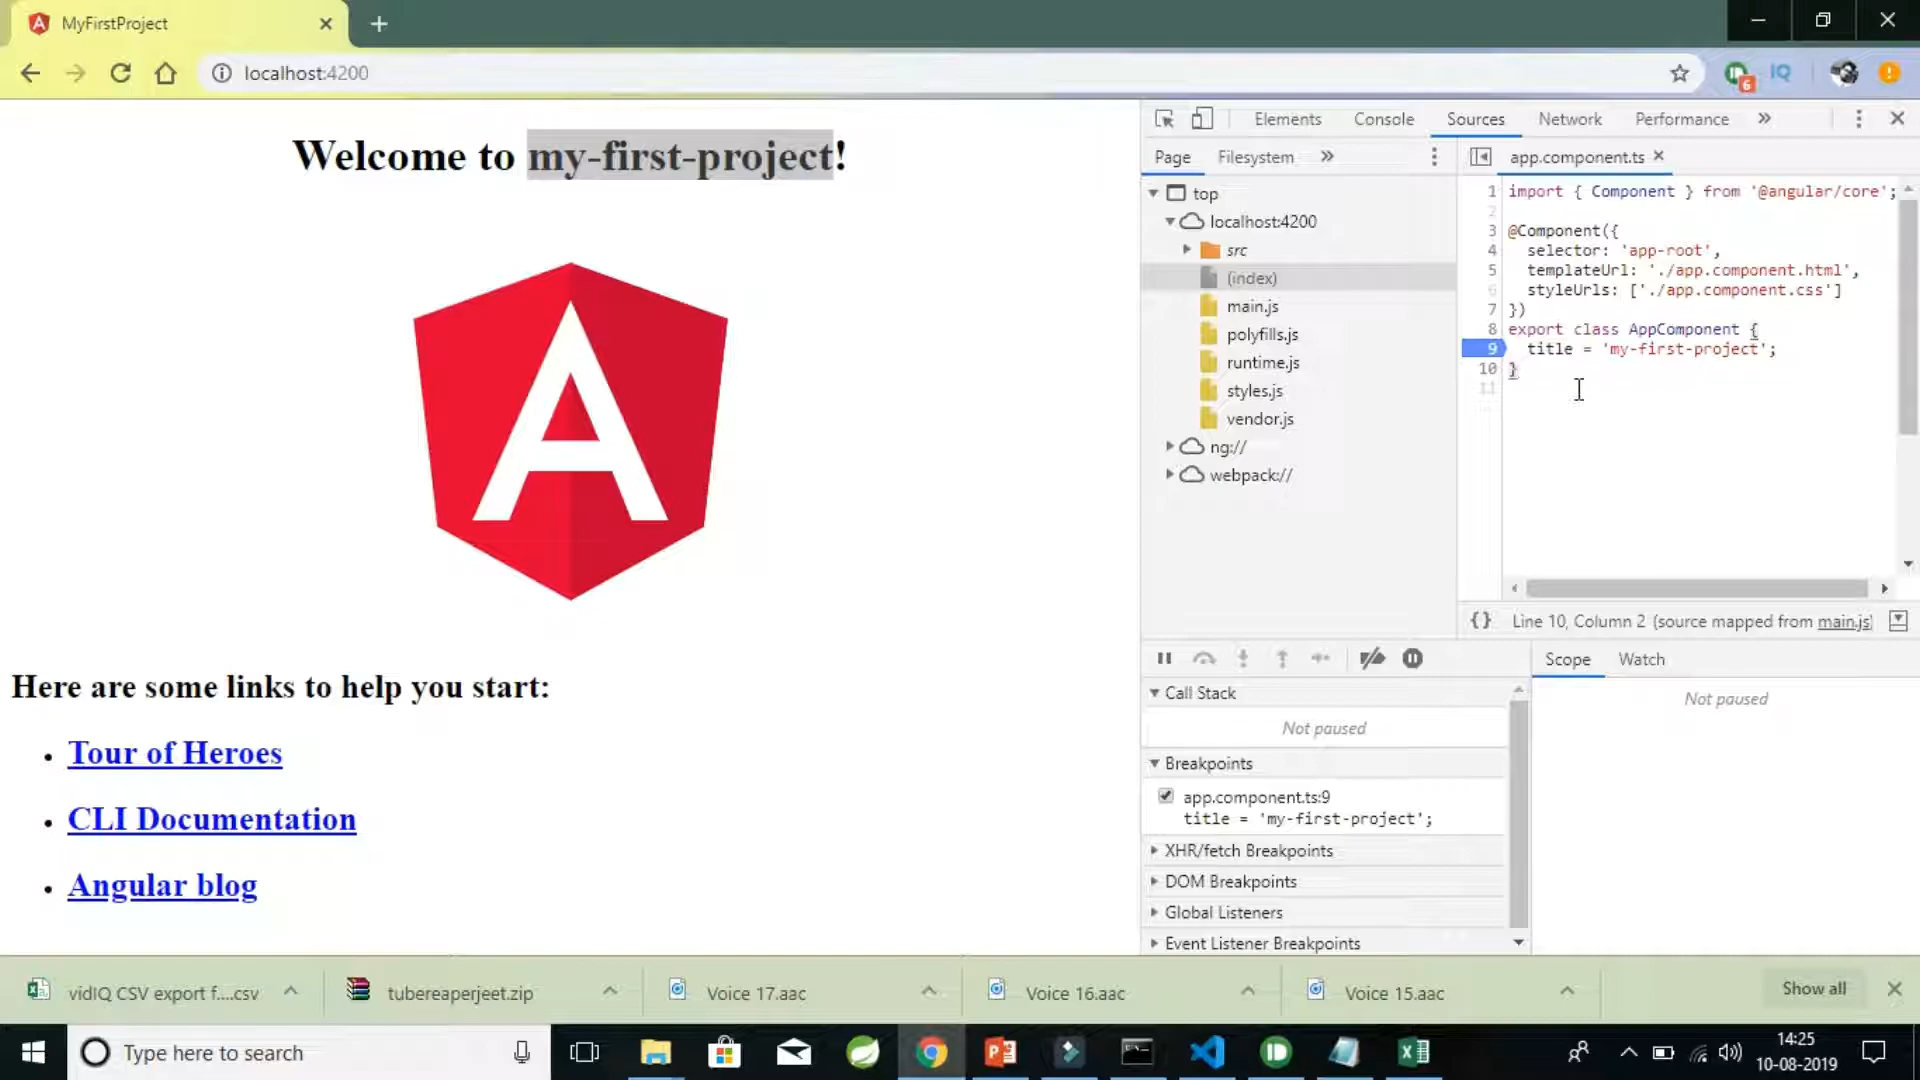 MyFirstProject
localhost:4200
Welcome to my-first-project!
Here are some links to help you start:
Tour of Heroes
CLI Documentation
Angular blog
Elements Console Sources Network Performance
Page Filesystem
app.component.ts
top
localhost:4200
src
(index)
main.js
polyfills.js
runtime.js
styles.js
vendor.js
ng://
webpack://
1 import { Component } from '@angular/core';
2
3 @Component({
4 selector: 'app-root',
5 templateUrl: './app.component.html',
6 styleUrls: ['./app.component.css']
7 })
8 export class AppComponent {
9 title = 'my-first-project';
10 }
11
{} Line 10, Column 2 (source mapped from main.js)
Scope Watch
Not paused
Call Stack
Not paused
Breakpoints
app.component.ts:9
title = 'my-first-project';
XHR/fetch Breakpoints
DOM Breakpoints
Global Listeners
Event Listener Breakpoints
vidIQ CSV export f....csv
tubereaperjeet.zip
Voice 17.aac
Voice 16.aac
Voice 15.aac
Show all
Type here to search
14:25
10-08-2019
IQ
6